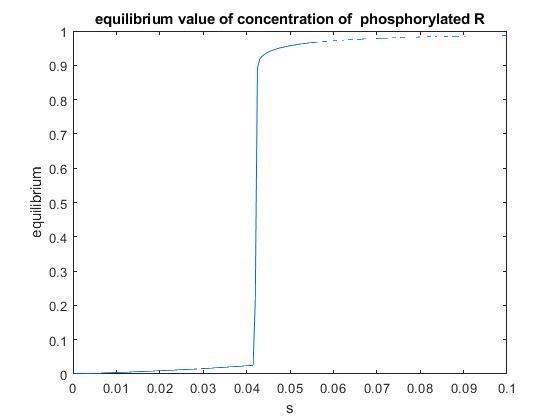 equilibrium value of concentration of  phosphorylated R
1
0.9
0.8
0.7
0.6
0.5
0.4
0.3
0.2
0.1
0
equilibrium
0 0.01 0.02 0.03 0.04 0.05 0.06 0.07 0.08 0.09 0.1
s